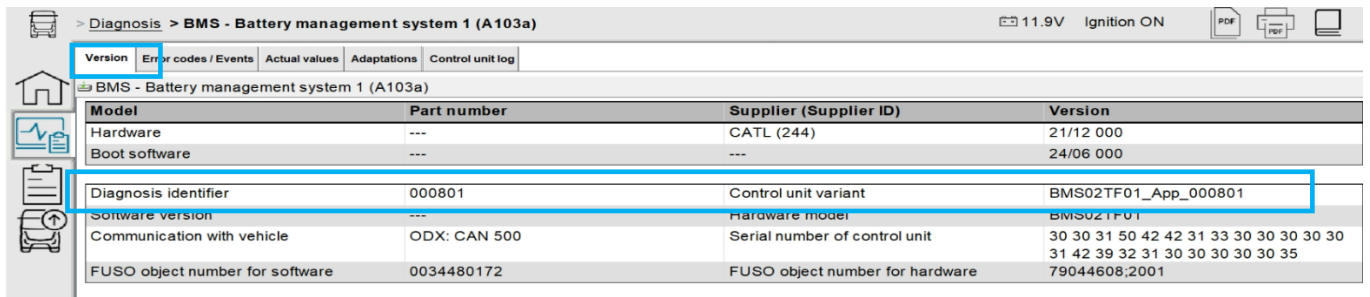 > Diagnosis > BMS - Battery management system 1 (A103a) 11.9V Ignition ON PDF PDF
Version Error codes / Events Actual values Adaptations Control unit log
BMS - Battery management system 1 (A103a)
Model Part number Supplier (Supplier ID) Version
Hardware --- CATL (244) 21/12 000
Boot software --- --- 24/06 000
Diagnosis identifier 000801 Control unit variant BMS02TF01_App_000801
Software version --- Hardware model BMS02TF01
Communication with vehicle ODX: CAN 500 Serial number of control unit 30 30 31 50 42 42 31 33 30 30 30 30 30
31 42 39 32 31 30 30 30 30 30 35
FUSO object number for software 0034480172 FUSO object number for hardware 79044608;2001